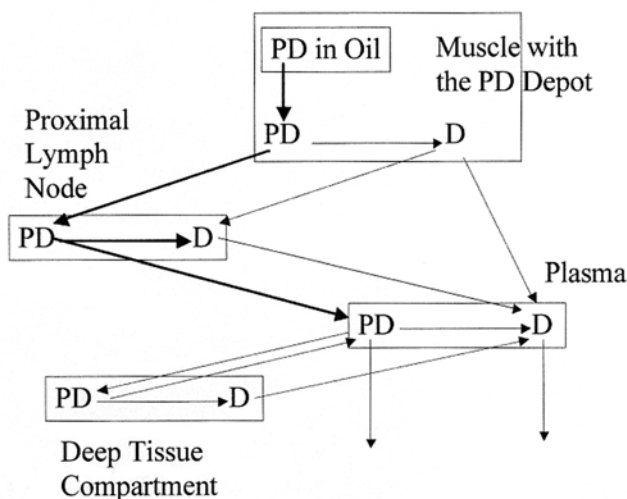 PD in Oil
Muscle with
the PD Depot
PD D
Proximal
Lymph
Node
PD D
Plasma
PD D
PD D
Deep Tissue
Compartment